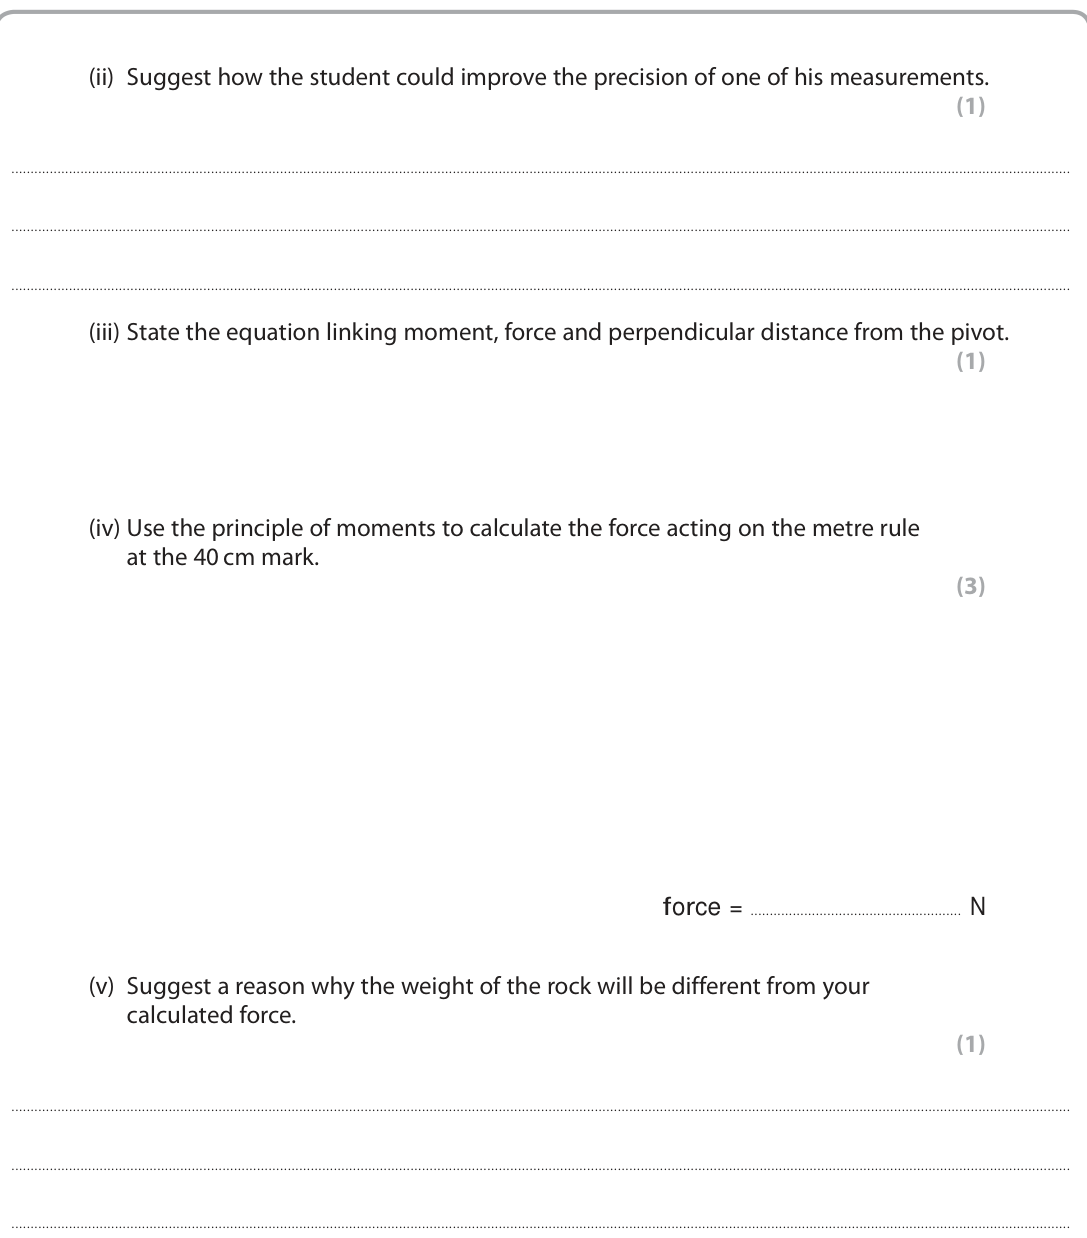 (ii) Suggest how the student could improve the precision of one of his measurements.
(1)
(iii) State the equation linking moment, force and perpendicular distance from the pivot.
(1)
(iv) Use the principle of moments to calculate the force acting on the metre rule
at the 40 cm mark.
(3)
force = ........................................................ N
(v) Suggest a reason why the weight of the rock will be different from your
calculated force.
(1)